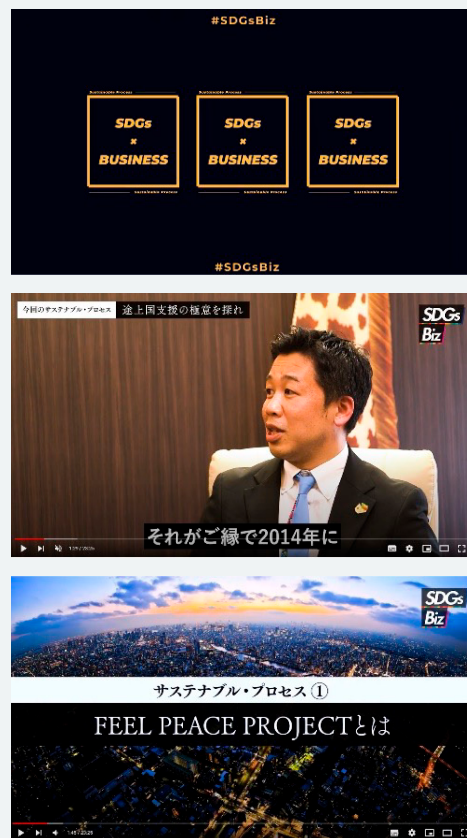 #SDGsBiz
Sustainable Process
Sustainable Process
Sustainable Process
SDGs
×
BUSINESS
SDGs
×
BUSINESS
SDGs
×
BUSINESS
Sustainable Process
Sustainable Process
Sustainable Process
#SDGsBiz
今回のサステナブル・プロセス
途上国支援の極意を探れ
SDGs
Biz
それがご縁で2014年に
SDGs
Biz
サステナブル・プロセス①
FEEL PEACE PROJECTとは